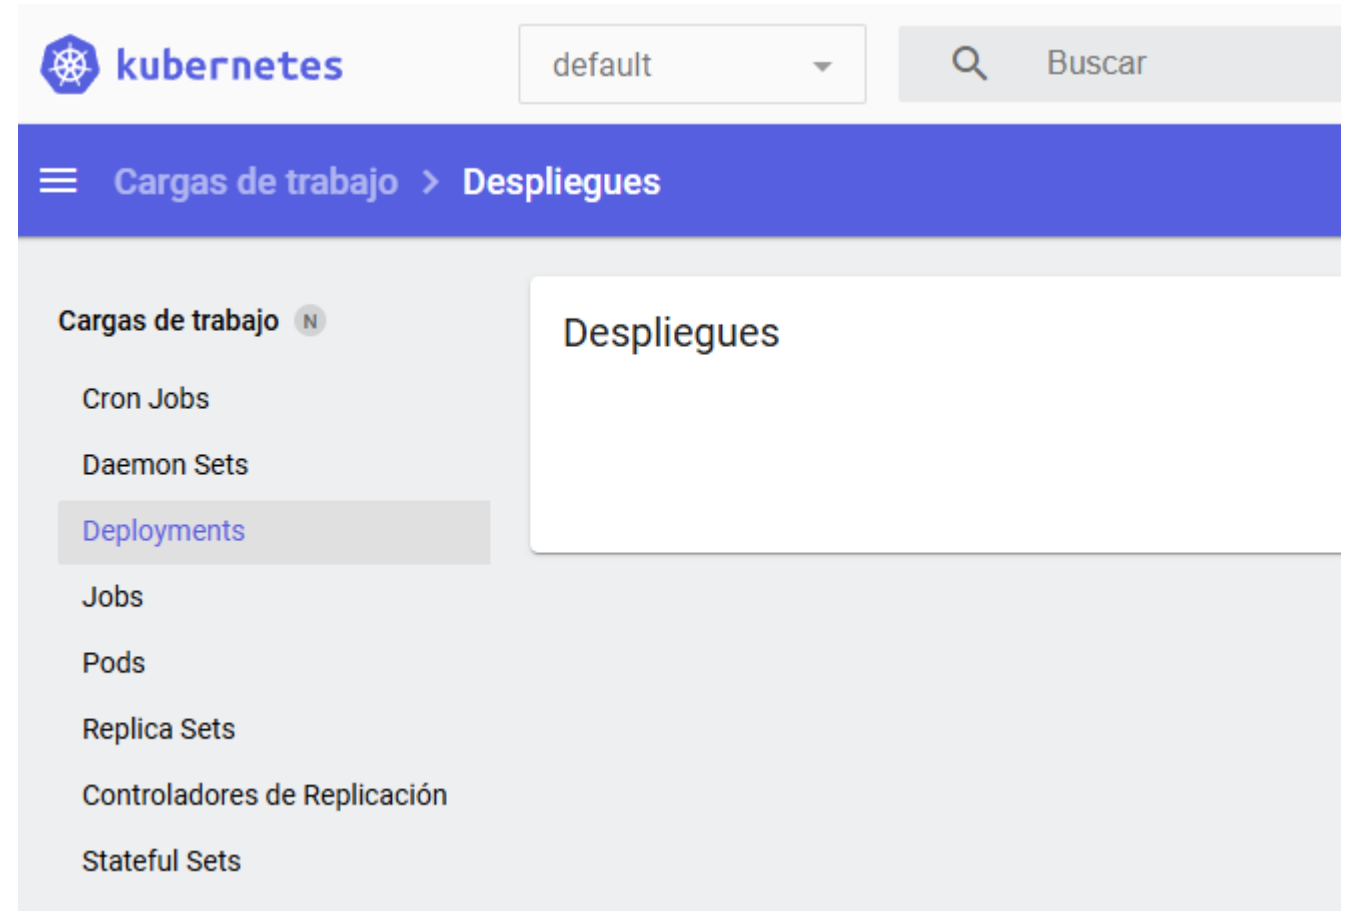 kubernetes
default
Buscar
Cargas de trabajo > Despliegues
Cargas de trabajo N
Despliegues
Cron Jobs
Daemon Sets
Deployments
Jobs
Pods
Replica Sets
Controladores de Replicación
Stateful Sets